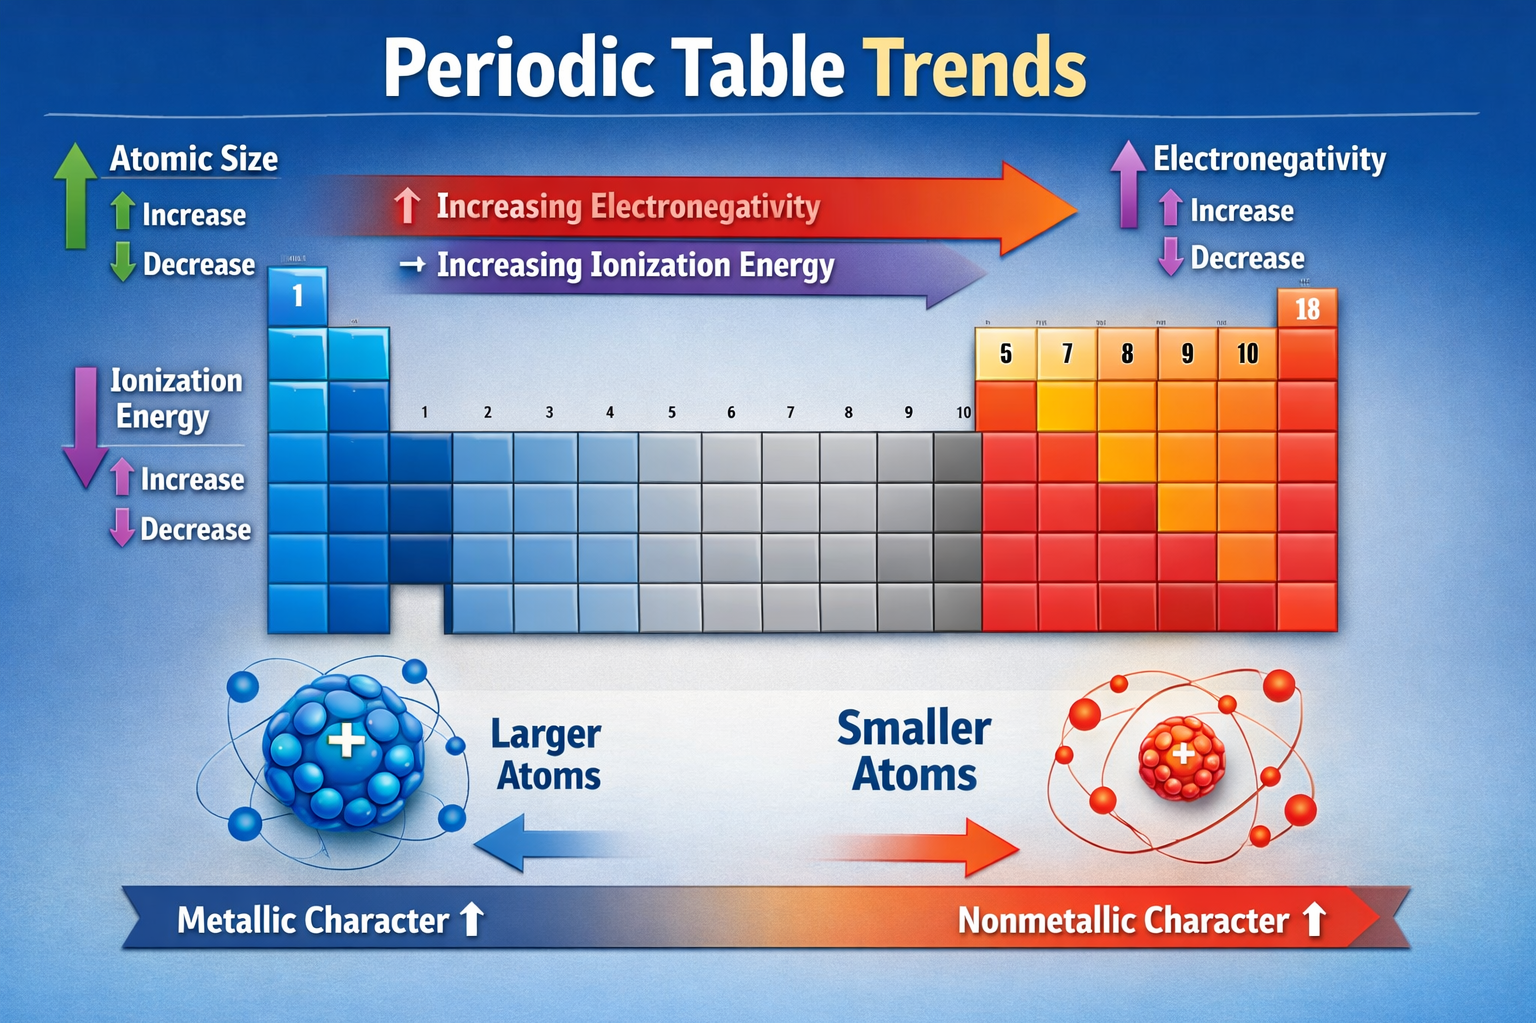 Periodic Table Trends
Atomic Size
↑ Increase
↓ Decrease
↑ Increasing Electronegativity
→ Increasing Ionization Energy
Electronegativity
↑ Increase
↓ Decrease
1
18
5 7 8 9 10
Ionization
Energy
↑ Increase
↓ Decrease
1 2 3 4 5 6 7 8 9 10
+
Larger
Atoms
Smaller
Atoms
+
Metallic Character ↑
Nonmetallic Character ↑